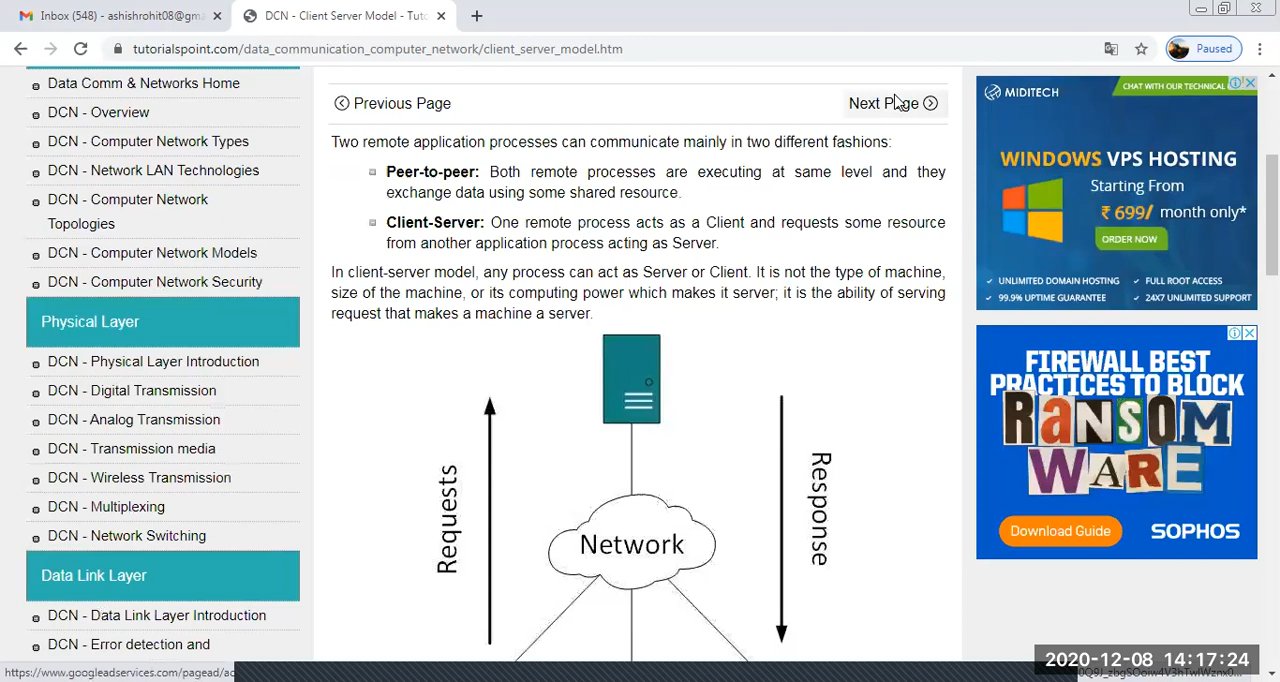 Inbox (548) - ashishrohit08@gma
DCN - Client Server Model - Tuto
tutorialspoint.com/data_communication_computer_network/client_server_model.htm
Paused
Data Comm & Networks Home
DCN - Overview
DCN - Computer Network Types
DCN - Network LAN Technologies
DCN - Computer Network
Topologies
DCN - Computer Network Models
DCN - Computer Network Security
Physical Layer
DCN - Physical Layer Introduction
DCN - Digital Transmission
DCN - Analog Transmission
DCN - Transmission media
DCN - Wireless Transmission
DCN - Multiplexing
DCN - Network Switching
Data Link Layer
DCN - Data Link Layer Introduction
DCN - Error detection and
https://www.googleadservices.com/pagead/ac
Previous Page
Next Page
Two remote application processes can communicate mainly in two different fashions:
Peer-to-peer: Both remote processes are executing at same level and they
exchange data using some shared resource.
Client-Server: One remote process acts as a Client and requests some resource
from another application process acting as Server.
In client-server model, any process can act as Server or Client. It is not the type of machine,
size of the machine, or its computing power which makes it server; it is the ability of serving
request that makes a machine a server.
Requests
Network
Response
MIDITECH
CHAT WITH OUR TECHNICAL
WINDOWS VPS HOSTING
Starting From
₹ 699/ month only*
ORDER NOW
UNLIMITED DOMAIN HOSTING
FULL ROOT ACCESS
99.9% UPTIME GUARANTEE
24X7 UNLIMITED SUPPORT
FIREWALL BEST
PRACTICES TO BLOCK
RANSOM
WARE
Download Guide
SOPHOS
2020-12-08 14:17:24